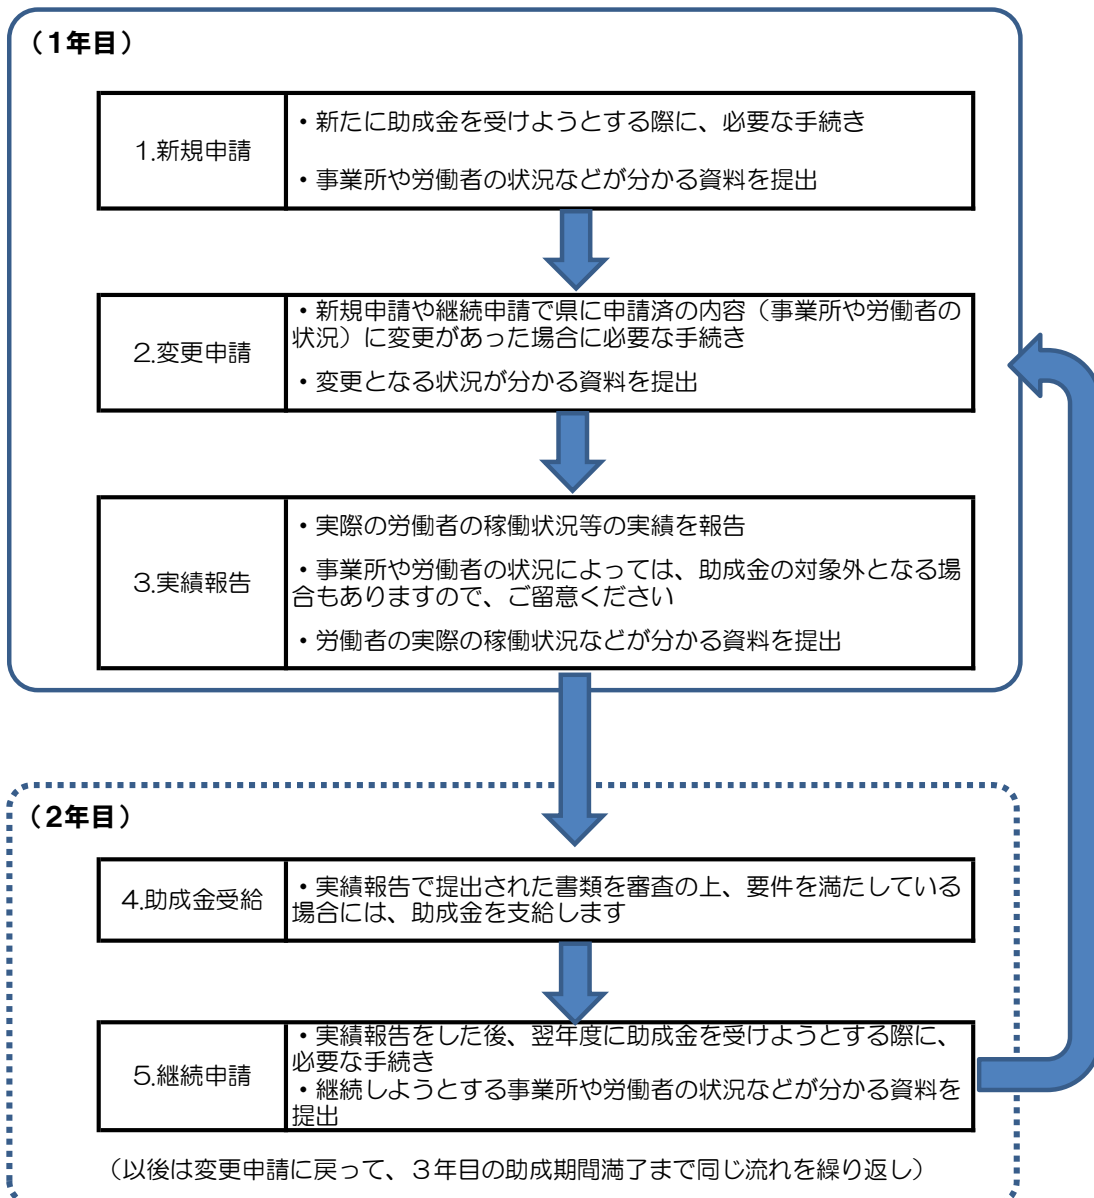 （1年目）
1.新規申請
・新たに助成金を受けようとする際に、必要な手続き
・事業所や労働者の状況などが分かる資料を提出
2.変更申請
・新規申請や継続申請で県に申請済の内容（事業所や労働者の
状況）に変更があった場合に必要な手続き
・変更となる状況が分かる資料を提出
3.実績報告
・実際の労働者の稼働状況等の実績を報告
・事業所や労働者の状況によっては、助成金の対象外となる場
合もありますので、ご留意ください
・労働者の実際の稼働状況などが分かる資料を提出
（2年目）
4.助成金受給
・実績報告で提出された書類を審査の上、要件を満たしている
場合には、助成金を支給します
5.継続申請
・実績報告をした後、翌年度に助成金を受けようとする際に、
必要な手続き
・継続しようとする事業所や労働者の状況などが分かる資料を
提出
（以後は変更申請に戻って、３年目の助成期間満了まで同じ流れを繰り返し）